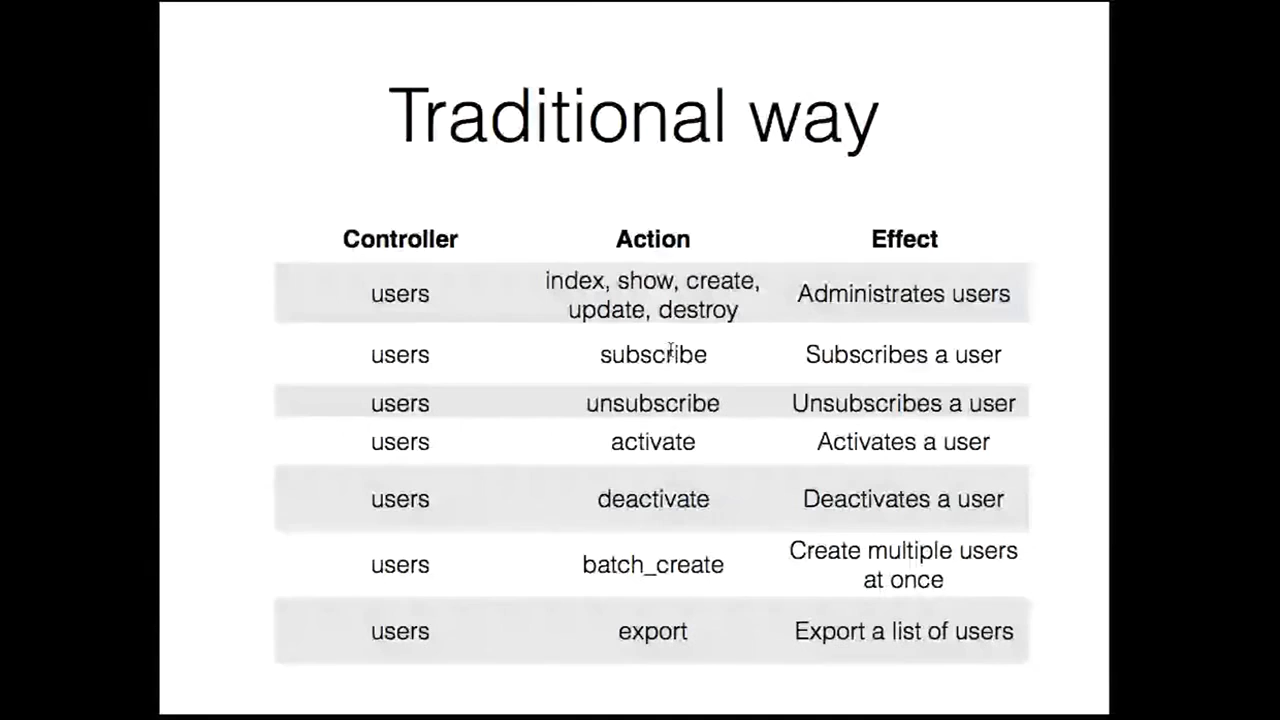 Traditional way
Controller Action Effect
users index, show, create, update, destroy Administrates users
users subscribe Subscribes a user
users unsubscribe Unsubscribes a user
users activate Activates a user
users deactivate Deactivates a user
users batch_create Create multiple users at once
users export Export a list of users